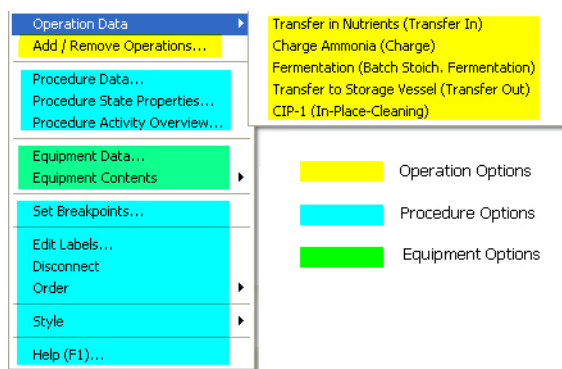 Operation Data
Add / Remove Operations...
Procedure Data...
Procedure State Properties...
Procedure Activity Overview...
Equipment Data...
Equipment Contents
Set Breakpoints...
Edit Labels...
Disconnect
Order
Style
Help (F1)...
Transfer in Nutrients (Transfer In)
Charge Ammonia (Charge)
Fermentation (Batch Stoich. Fermentation)
Transfer to Storage Vessel (Transfer Out)
CIP-1 (In-Place-Cleaning)
Operation Options
Procedure Options
Equipment Options